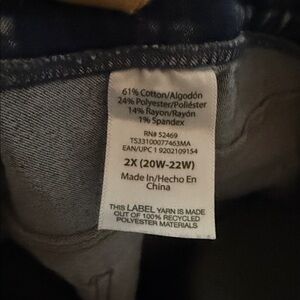 61% Cotton/Algodón
24% Polyester/Poliéster
14% Rayon/Rayón
1% Spandex
RN# 52469
TS33100077463MA
EAN/UPC 1 9202109154
2X (20W-22W)
Made In/Hecho En
China
THIS LABEL YARN IS MADE
OUT OF 100% RECYCLED
POLYESTER MATERIALS